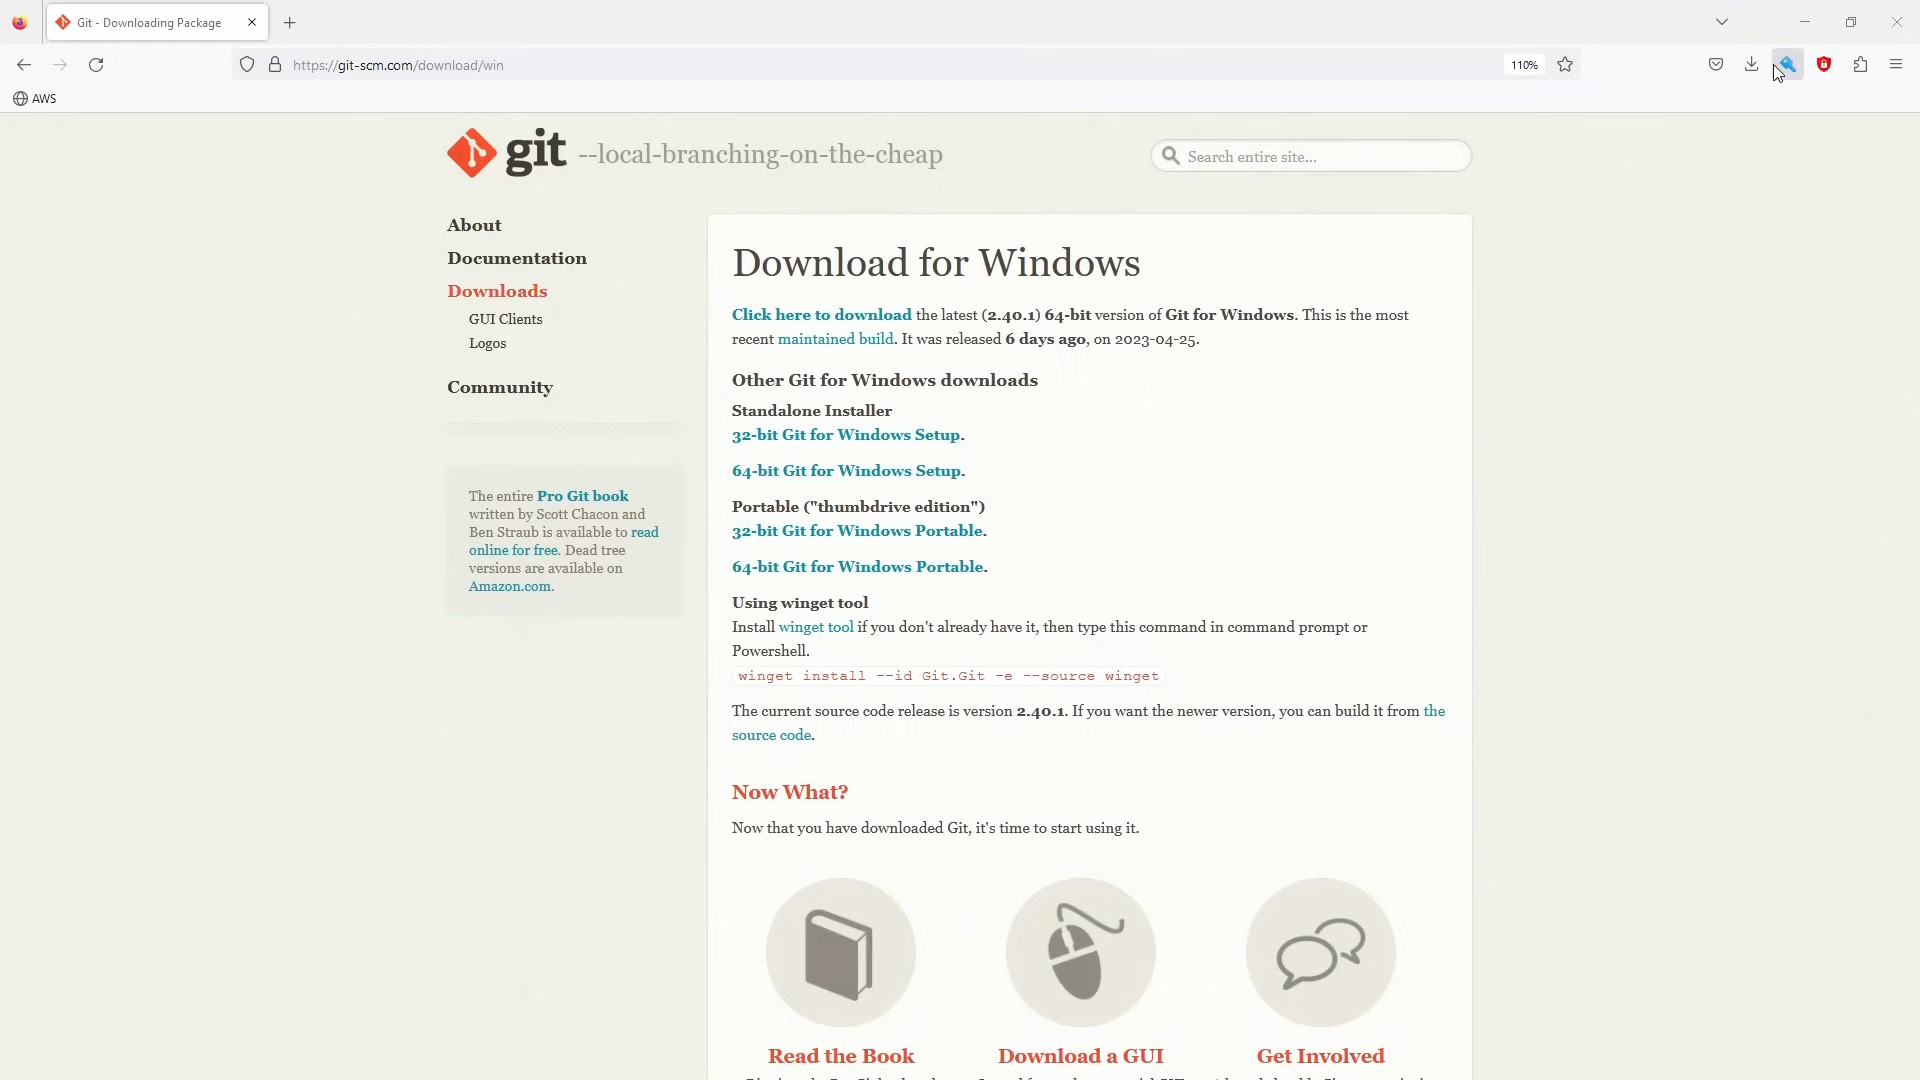 Git - Downloading Package
https://git-scm.com/download/win
110%
AWS
git --local-branching-on-the-cheap
Search entire site...
About
Documentation
Downloads
GUI Clients
Logos
Community
The entire Pro Git book
written by Scott Chacon and
Ben Straub is available to read
online for free. Dead tree
versions are available on
Amazon.com.
Download for Windows
Click here to download the latest (2.40.1) 64-bit version of Git for Windows. This is the most
recent maintained build. It was released 6 days ago, on 2023-04-25.
Other Git for Windows downloads
Standalone Installer
32-bit Git for Windows Setup.
64-bit Git for Windows Setup.
Portable ("thumbdrive edition")
32-bit Git for Windows Portable.
64-bit Git for Windows Portable.
Using winget tool
Install winget tool if you don't already have it, then type this command in command prompt or
Powershell.
winget install --id Git.Git -e --source winget
The current source code release is version 2.40.1. If you want the newer version, you can build it from the
source code.
Now What?
Now that you have downloaded Git, it's time to start using it.
Read the Book
Download a GUI
Get Involved